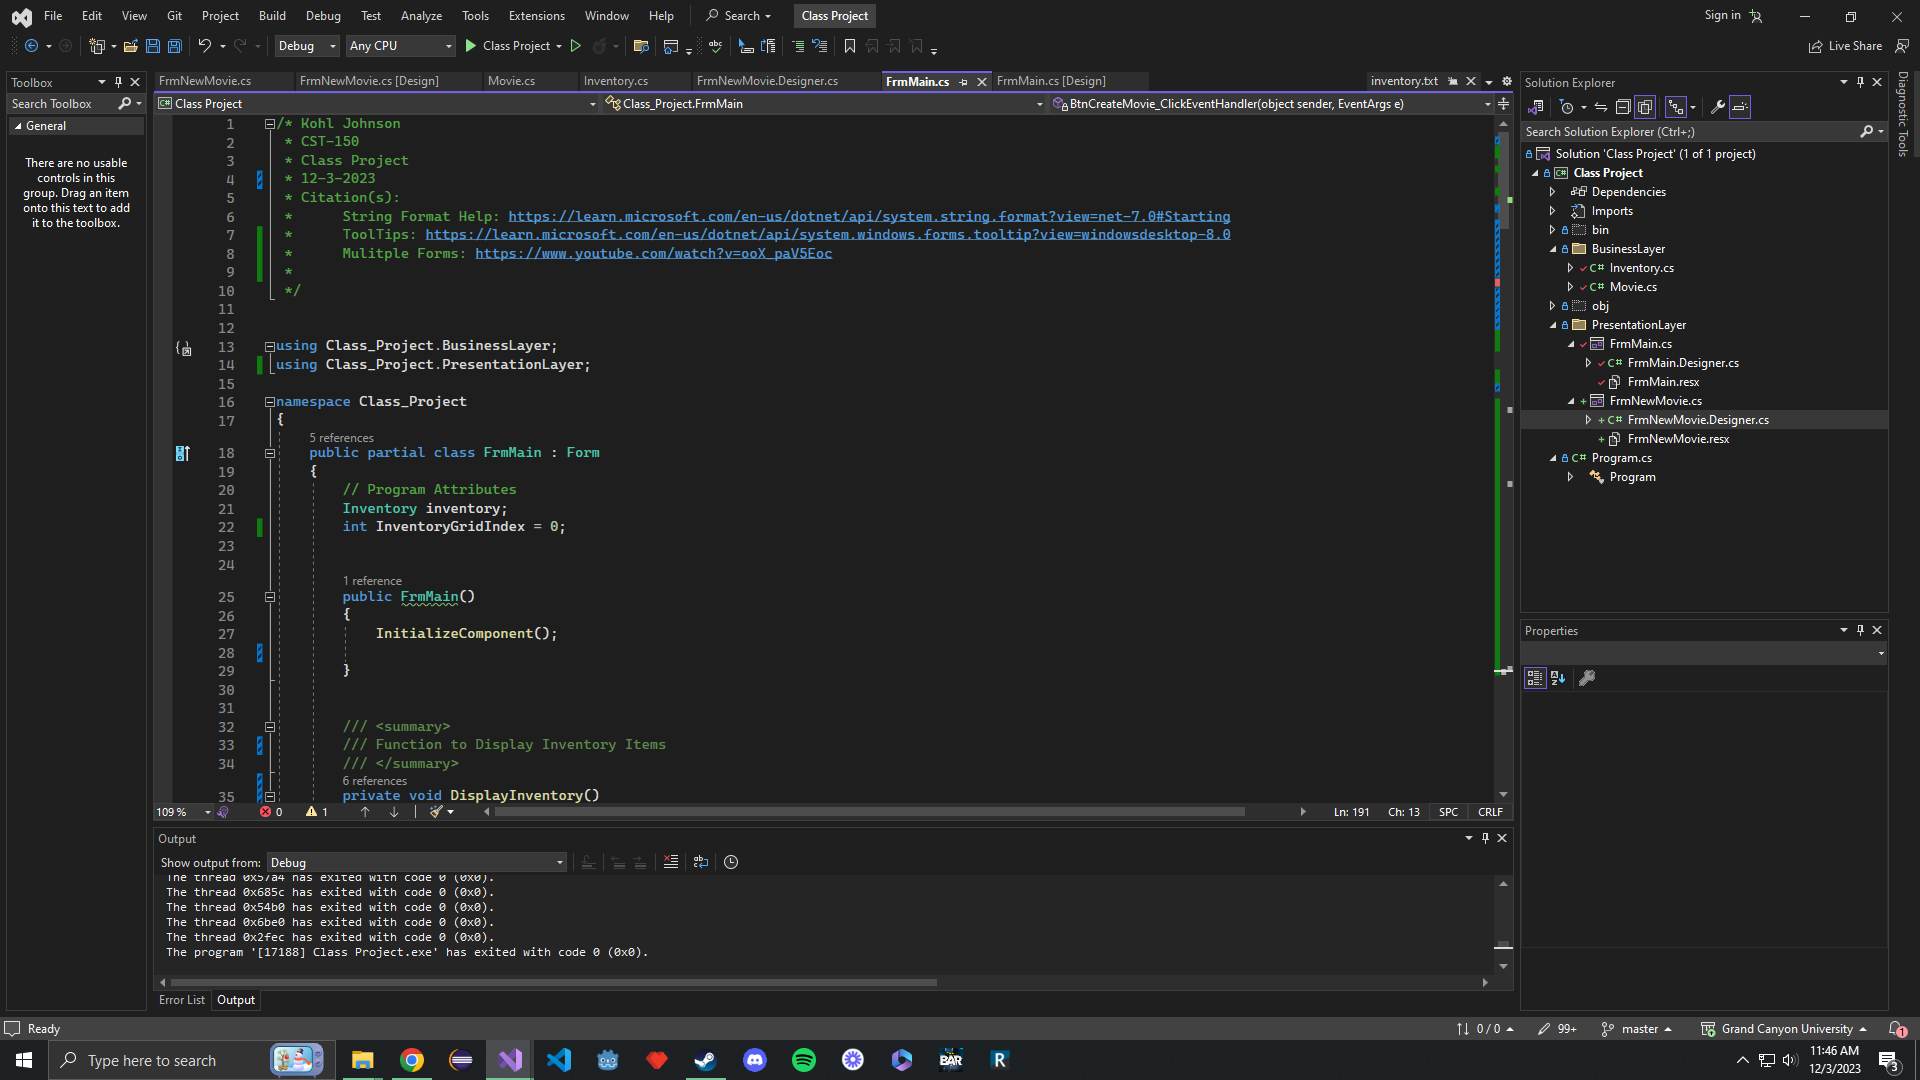 File Edit View Git Project Build Debug Test Analyze Tools Extensions Window Help Search Class Project Sign in
Debug Any CPU Class Project Live Share
Toolbox
Search Toolbox
General
There are no usable
controls in this
group. Drag an item
onto this text to add
it to the toolbox.
FrmNewMovie.cs FrmNewMovie.cs [Design] Movie.cs Inventory.cs FrmNewMovie.Designer.cs FrmMain.cs FrmMain.cs [Design] inventory.txt
Class Project Class_Project.FrmMain BtnCreateMovie_ClickEventHandler(object sender, EventArgs e)
1 /* Kohl Johnson
2 * CST-150
3 * Class Project
4 * 12-3-2023
5 * Citation(s):
6 * String Format Help: https://learn.microsoft.com/en-us/dotnet/api/system.string.format?view=net-7.0#Starting
7 * ToolTips: https://learn.microsoft.com/en-us/dotnet/api/system.windows.forms.tooltip?view=windowsdesktop-8.0
8 * Mulitple Forms: https://www.youtube.com/watch?v=ooX_paV5Eoc
9 *
10 */
11
12
13 using Class_Project.BusinessLayer;
14 using Class_Project.PresentationLayer;
15
16 namespace Class_Project
17 {
5 references
18 public partial class FrmMain : Form
19 {
20 // Program Attributes
21 Inventory inventory;
22 int InventoryGridIndex = 0;
23
24
1 reference
25 public FrmMain()
26 {
27 InitializeComponent();
28
29 }
30
31
32 /// <summary>
33 /// Function to Display Inventory Items
34 /// </summary>
6 references
35 private void DisplayInventory()
109 % 0 1 Ln: 191 Ch: 13 SPC CRLF
Output
Show output from: Debug
The thread 0x57a4 has exited with code 0 (0x0).
The thread 0x685c has exited with code 0 (0x0).
The thread 0x54b0 has exited with code 0 (0x0).
The thread 0x6be0 has exited with code 0 (0x0).
The thread 0x2fec has exited with code 0 (0x0).
The program '[17188] Class Project.exe' has exited with code 0 (0x0).
Error List Output
Solution Explorer
Search Solution Explorer (Ctrl+;)
Solution 'Class Project' (1 of 1 project)
Class Project
Dependencies
Imports
bin
BusinessLayer
C# Inventory.cs
C# Movie.cs
obj
PresentationLayer
FrmMain.cs
C# FrmMain.Designer.cs
FrmMain.resx
FrmNewMovie.cs
C# FrmNewMovie.Designer.cs
FrmNewMovie.resx
C# Program.cs
Program
Properties
Diagnostic Tools
Ready 0 / 0 99+ master Grand Canyon University 1
Type here to search BAR R 11:46 AM
12/3/2023 3